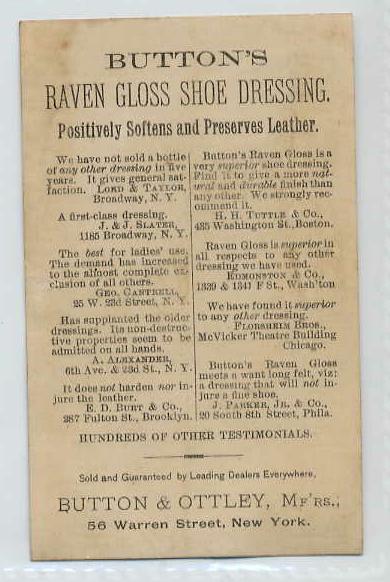 BUTTON'S
RAVEN GLOSS SHOE DRESSING.
Positively Softens and Preserves Leather.
We have not sold a bottle
of any other dressing in five
years. It gives general sat-
isfaction. LORD & TAYLOR,
Broadway, N. Y.
A first-class dressing.
J. & J. SLATER,
1185 Broadway, N. Y.
The best for ladies' use.
The demand has increased
to the almost complete ex-
clusion of all others.
GEO. CANTRELL,
25 W. 23d Street, N. Y.
Has supplanted the older
dressings. Its non-destruc-
tive properties seem to be
admitted on all hands.
A. ALEXANDER,
6th Ave. & 23d St., N. Y.
It does not harden nor in-
jure the leather.
E. D. BURT & CO.,
287 Fulton St., Brooklyn.
Button's Raven Gloss is a
very superior shoe dressing.
Find it to give a more nat-
ural and durable finish than
any other. We strongly rec-
ommend it.
H. H. TUTTLE & CO.,
435 Washington St., Boston.
Raven Gloss is superior in
all respects to any other
dressing we have used.
EDMONSTON & CO.,
1339 & 1341 F St., Wash'ton
We have found it superior
to any other dressing.
FLORSHEIM BROS.,
McVicker Theatre Building
Chicago.
Button's Raven Gloss
meets a want long felt, viz:
a dressing that will not in-
jure a fine shoe.
J. PARKER, JR. & CO.,
20 South 8th Street, Phila.
HUNDREDS OF OTHER TESTIMONIALS.
Sold and Guaranteed by Leading Dealers Everywhere,
BUTTON & OTTLEY, MF'RS.,
56 Warren Street, New York.